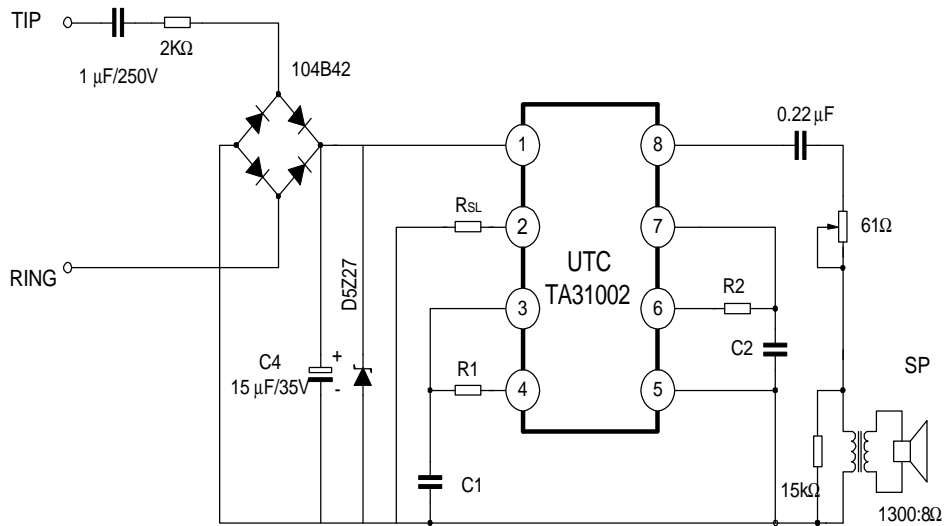 TIP
2KΩ
1 μF/250V
104B42
0.22 μF
1
8
RSL
2
7
61Ω
RING
UTC
TA31002
D5Z27
3
6
R2
C4
+
15 μF/35V
-
R1
4
5
C2
SP
C1
15kΩ
1300:8Ω